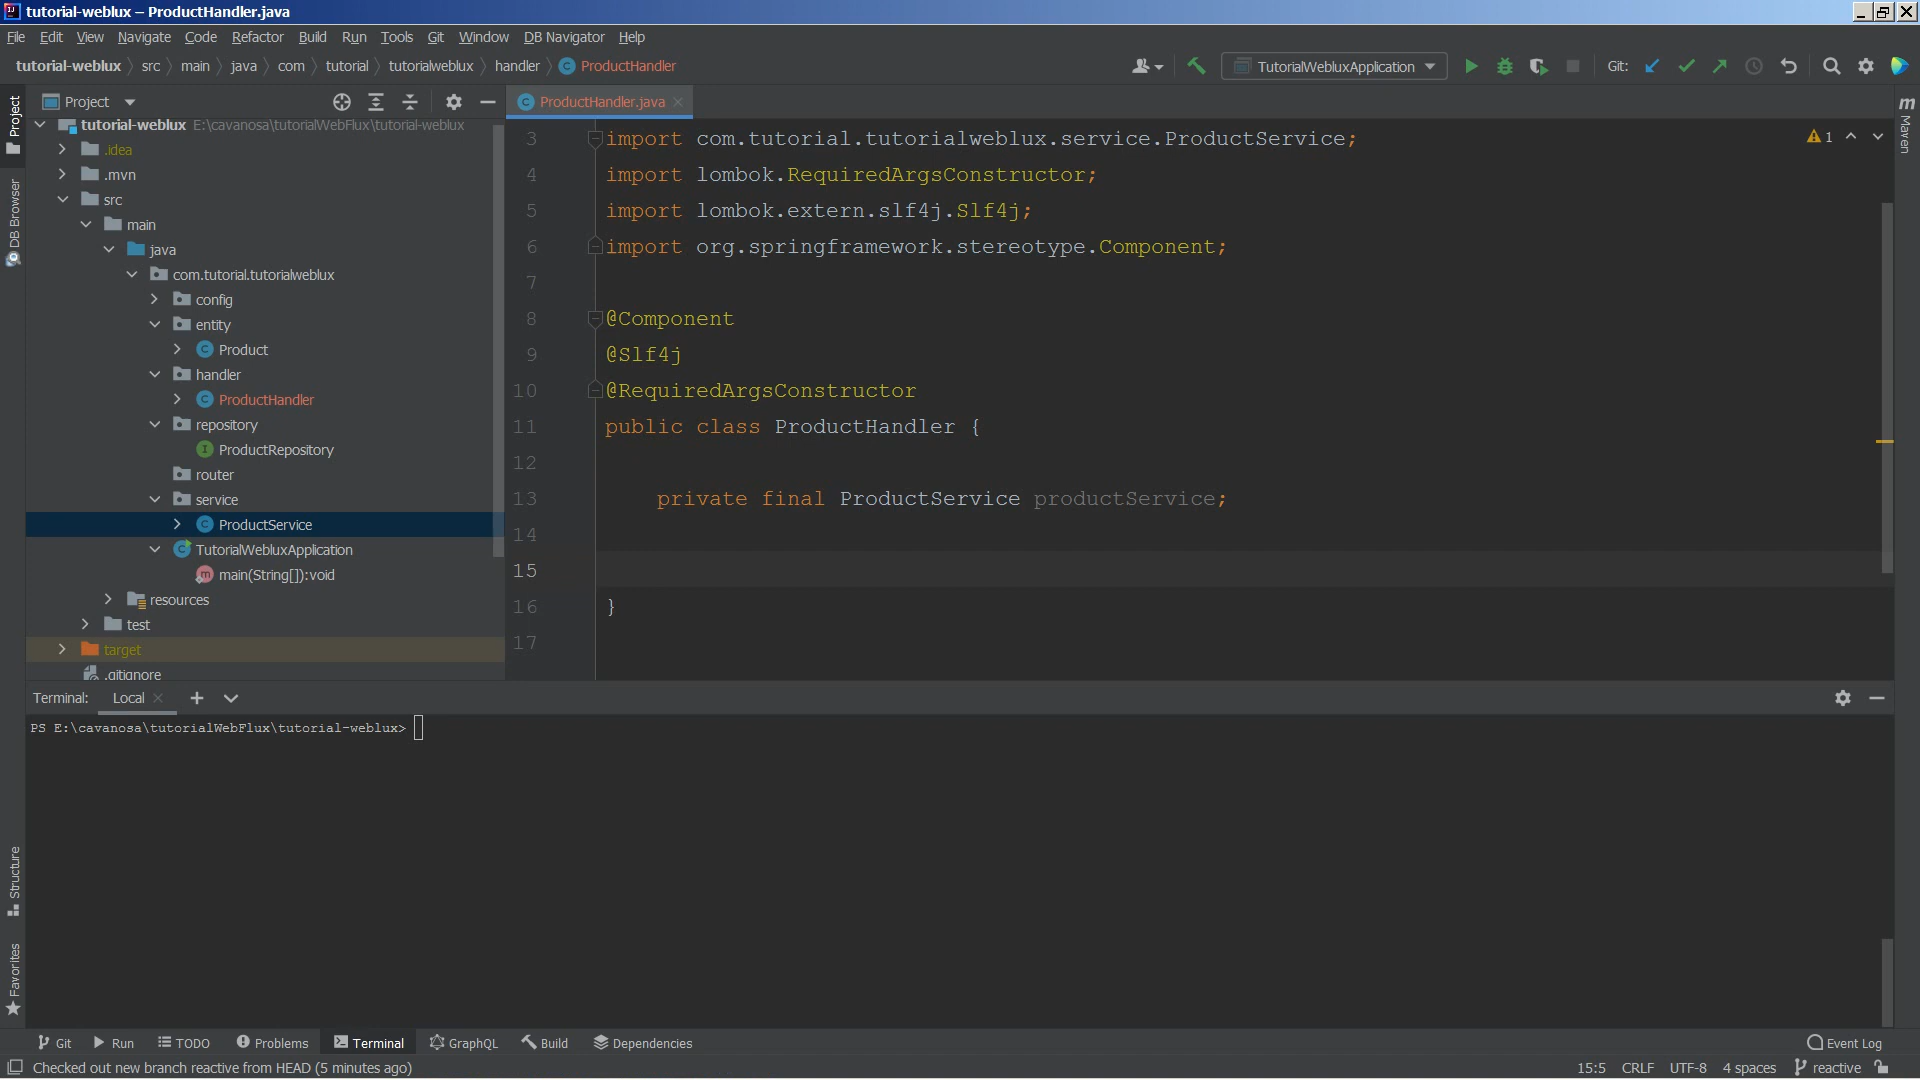 tutorial-weblux – ProductHandler.java
File Edit View Navigate Code Refactor Build Run Tools Git Window DB Navigator Help
tutorial-weblux src main java com tutorial tutorialweblux handler ProductHandler
TutorialWebluxApplication
Git:
Project
ProductHandler.java
tutorial-weblux E:\cavanosa\tutorialWebFlux\tutorial-weblux
.idea
.mvn
src
main
java
com.tutorial.tutorialweblux
config
entity
Product
handler
ProductHandler
repository
ProductRepository
router
service
ProductService
TutorialWebluxApplication
main(String[]):void
resources
test
target
.gitignore
3 import com.tutorial.tutorialweblux.service.ProductService;
4 import lombok.RequiredArgsConstructor;
5 import lombok.extern.slf4j.Slf4j;
6 import org.springframework.stereotype.Component;
7
8 @Component
9 @Slf4j
10 @RequiredArgsConstructor
11 public class ProductHandler {
12
13 private final ProductService productService;
14
15
16 }
17
1
Project
DB Browser
Structure
Favorites
m Maven
Terminal: Local
PS E:\cavanosa\tutorialWebFlux\tutorial-weblux>
Git Run TODO Problems Terminal GraphQL Build Dependencies Event Log
Checked out new branch reactive from HEAD (5 minutes ago) 15:5 CRLF UTF-8 4 spaces reactive